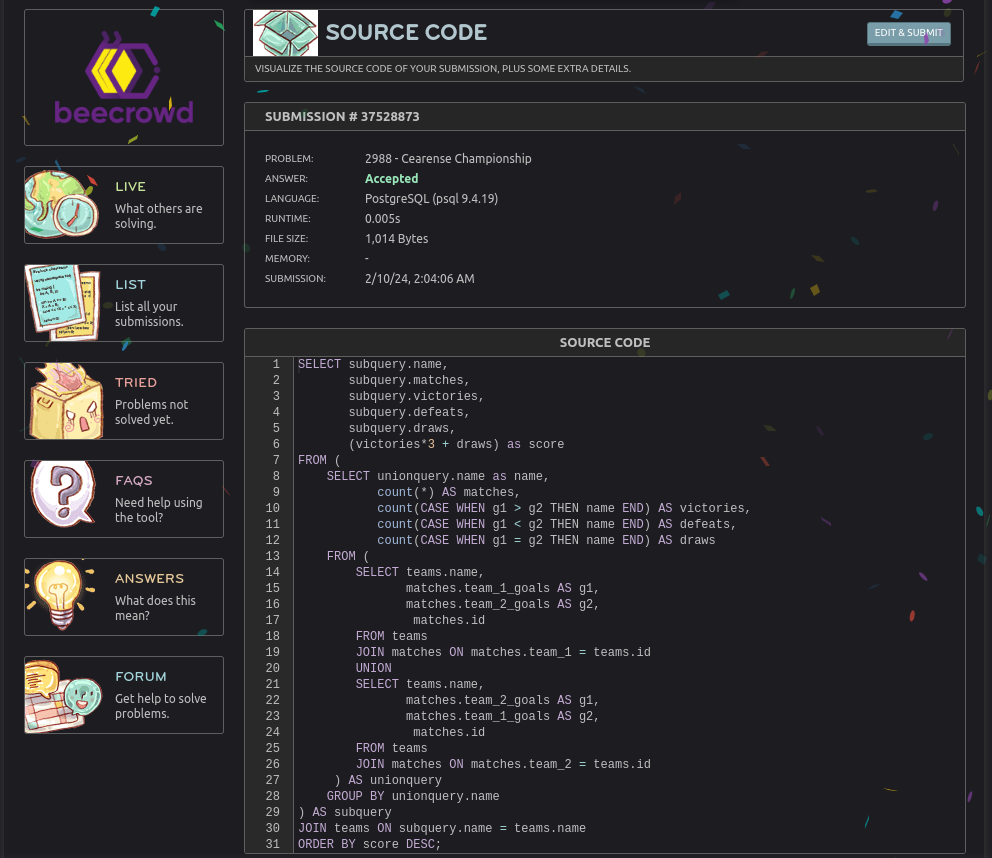 beecrowd
LIVE
What others are
solving.
LIST
List all your
submissions.
TRIED
Problems not
solved yet.
FAQS
Need help using
the tool?
ANSWERS
What does this
mean?
FORUM
Get help to solve
problems.
SOURCE CODE
EDIT & SUBMIT
VISUALIZE THE SOURCE CODE OF YOUR SUBMISSION, PLUS SOME EXTRA DETAILS.
SUBMISSION # 37528873
PROBLEM: 2988 - Cearense Championship
ANSWER: Accepted
LANGUAGE: PostgreSQL (psql 9.4.19)
RUNTIME: 0.005s
FILE SIZE: 1,014 Bytes
MEMORY: -
SUBMISSION: 2/10/24, 2:04:06 AM
SOURCE CODE
1 SELECT subquery.name,
2        subquery.matches,
3        subquery.victories,
4        subquery.defeats,
5        subquery.draws,
6        (victories*3 + draws) as score
7 FROM (
8     SELECT unionquery.name as name,
9            count(*) AS matches,
10            count(CASE WHEN g1 > g2 THEN name END) AS victories,
11            count(CASE WHEN g1 < g2 THEN name END) AS defeats,
12            count(CASE WHEN g1 = g2 THEN name END) AS draws
13     FROM (
14         SELECT teams.name,
15                matches.team_1_goals AS g1,
16                matches.team_2_goals AS g2,
17                 matches.id
18         FROM teams
19         JOIN matches ON matches.team_1 = teams.id
20         UNION
21         SELECT teams.name,
22                matches.team_2_goals AS g1,
23                matches.team_1_goals AS g2,
24                 matches.id
25         FROM teams
26         JOIN matches ON matches.team_2 = teams.id
27      ) AS unionquery
28     GROUP BY unionquery.name
29 ) AS subquery
30 JOIN teams ON subquery.name = teams.name
31 ORDER BY score DESC;